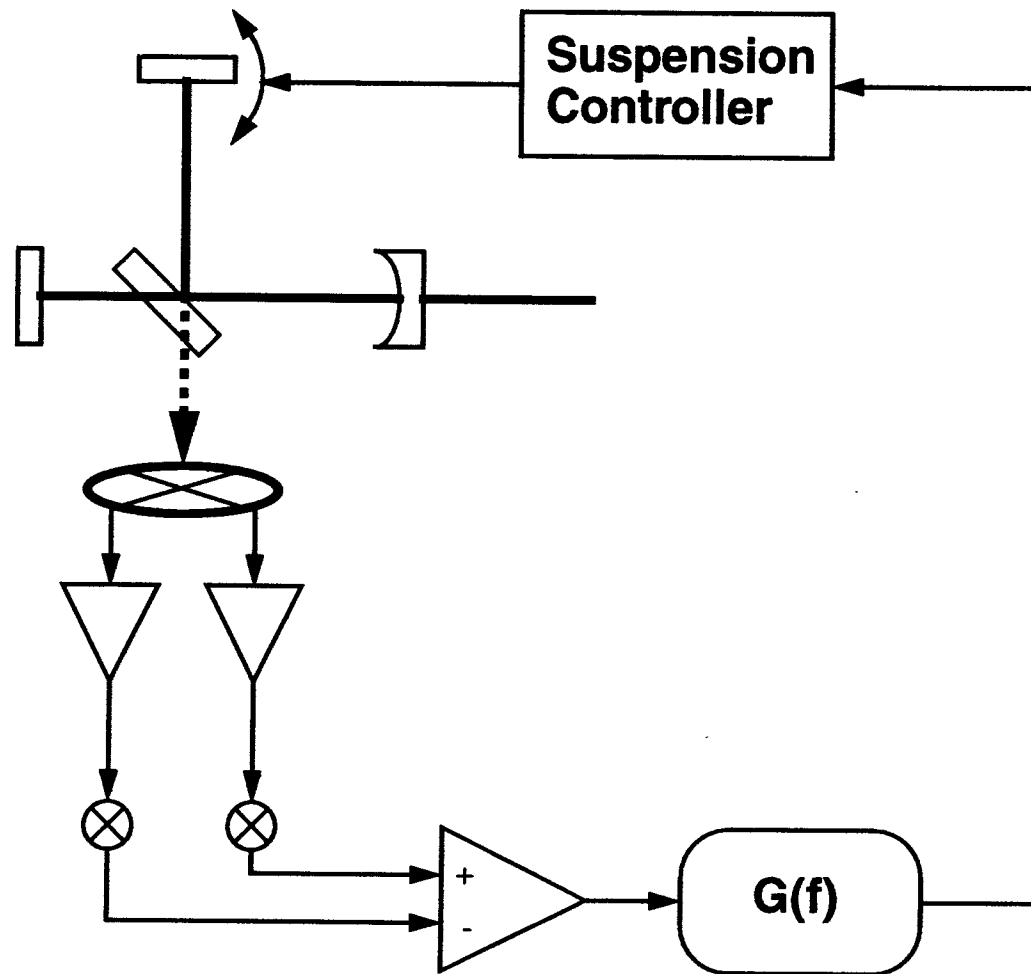 Suspension
Controller
+
-
G(f)